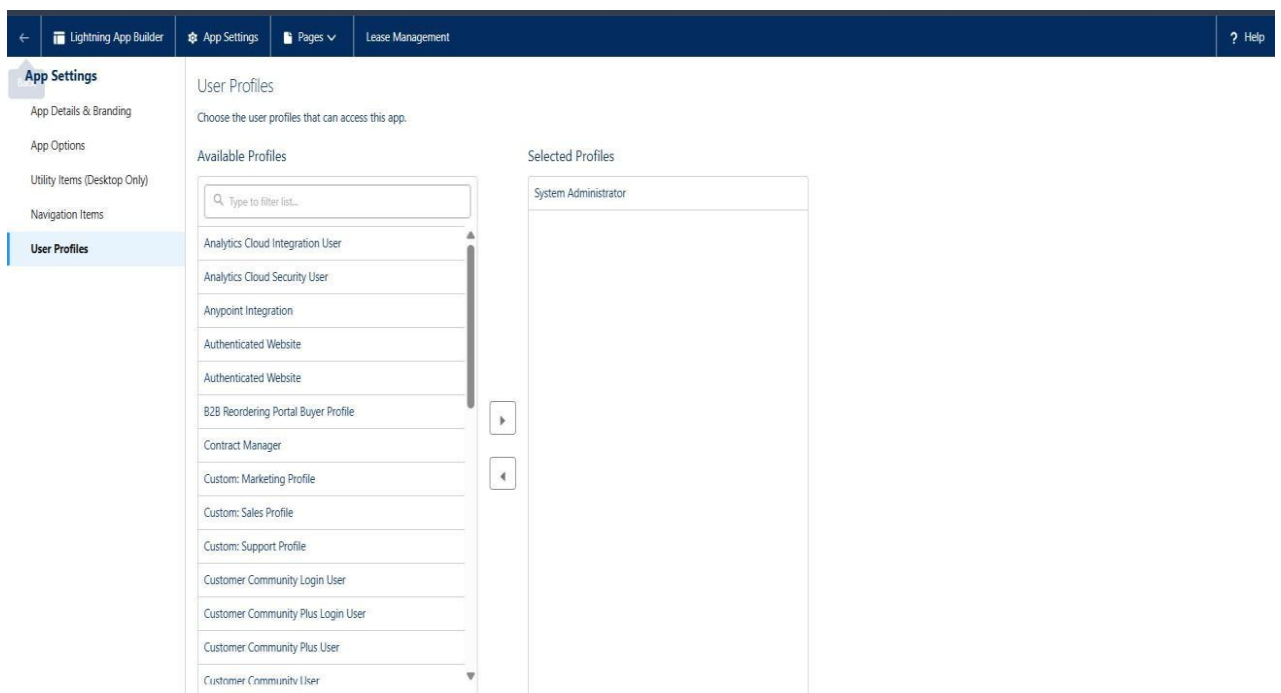 Lightning App Builder
App Settings
Pages
Lease Management
? Help
App Settings
App Details & Branding
App Options
Utility Items (Desktop Only)
Navigation Items
User Profiles
User Profiles
Choose the user profiles that can access this app.
Available Profiles
Type to filter list...
Analytics Cloud Integration User
Analytics Cloud Security User
Anypoint Integration
Authenticated Website
Authenticated Website
B2B Reordering Portal Buyer Profile
Contract Manager
Custom: Marketing Profile
Custom: Sales Profile
Custom: Support Profile
Customer Community Login User
Customer Community Plus Login User
Customer Community Plus User
Customer Community User
Selected Profiles
System Administrator